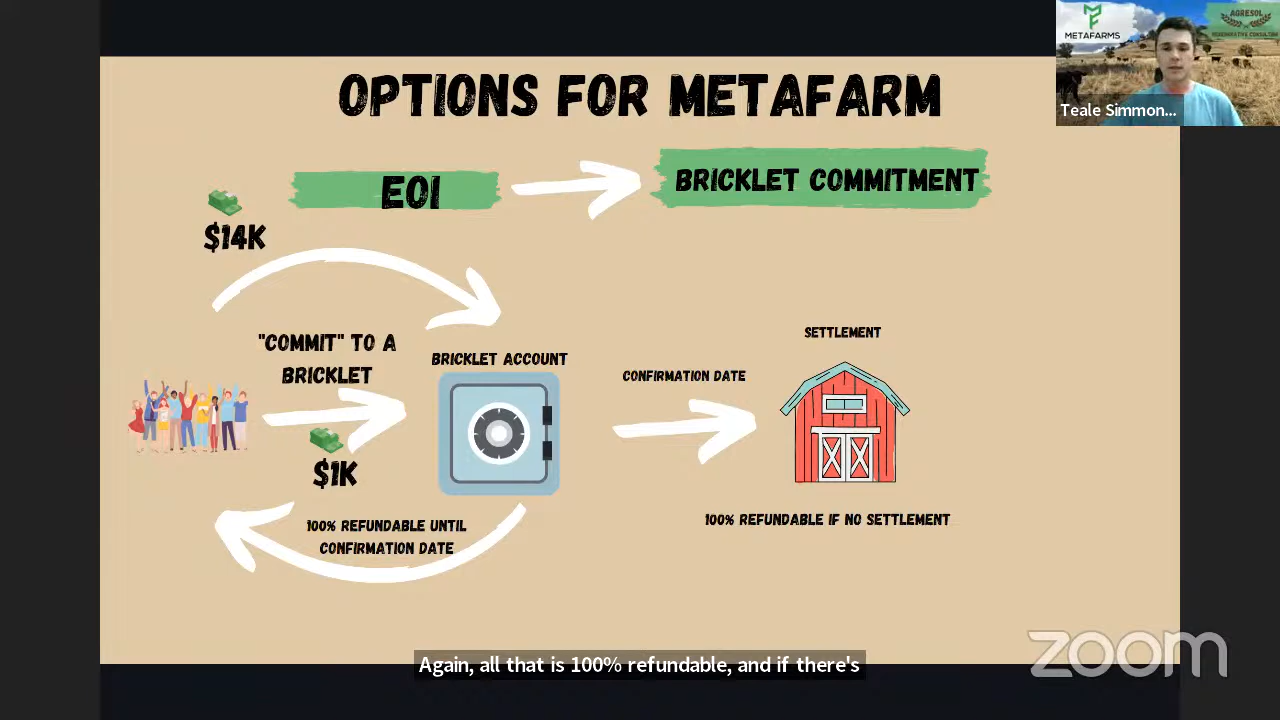 OPTIONS FOR METAFARM
METAFARMS
AGRESOL
REGENERATIVE CONSULTING
Teale Simmon...
EOI
BRICKLET COMMITMENT
$14K
"COMMIT" TO A
BRICKLET
$1K
BRICKLET ACCOUNT
CONFIRMATION DATE
SETTLEMENT
100% REFUNDABLE UNTIL
CONFIRMATION DATE
100% REFUNDABLE IF NO SETTLEMENT
Again, all that is 100% refundable, and if there's
zoom